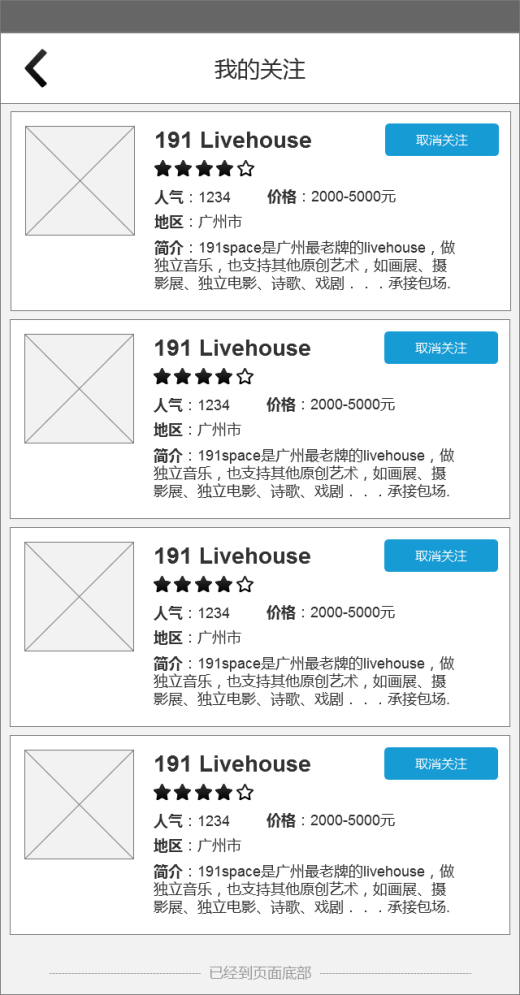 我的关注
191 Livehouse
取消关注
人气：1234 价格：2000-5000元
地区：广州市
简介：191space是广州最老牌的livehouse，做
独立音乐，也支持其他原创艺术，如画展、摄
影展、独立电影、诗歌、戏剧．．．承接包场.
191 Livehouse
取消关注
人气：1234 价格：2000-5000元
地区：广州市
简介：191space是广州最老牌的livehouse，做
独立音乐，也支持其他原创艺术，如画展、摄
影展、独立电影、诗歌、戏剧．．．承接包场.
191 Livehouse
取消关注
人气：1234 价格：2000-5000元
地区：广州市
简介：191space是广州最老牌的livehouse，做
独立音乐，也支持其他原创艺术，如画展、摄
影展、独立电影、诗歌、戏剧．．．承接包场.
191 Livehouse
取消关注
人气：1234 价格：2000-5000元
地区：广州市
简介：191space是广州最老牌的livehouse，做
独立音乐，也支持其他原创艺术，如画展、摄
影展、独立电影、诗歌、戏剧．．．承接包场.
已经到页面底部